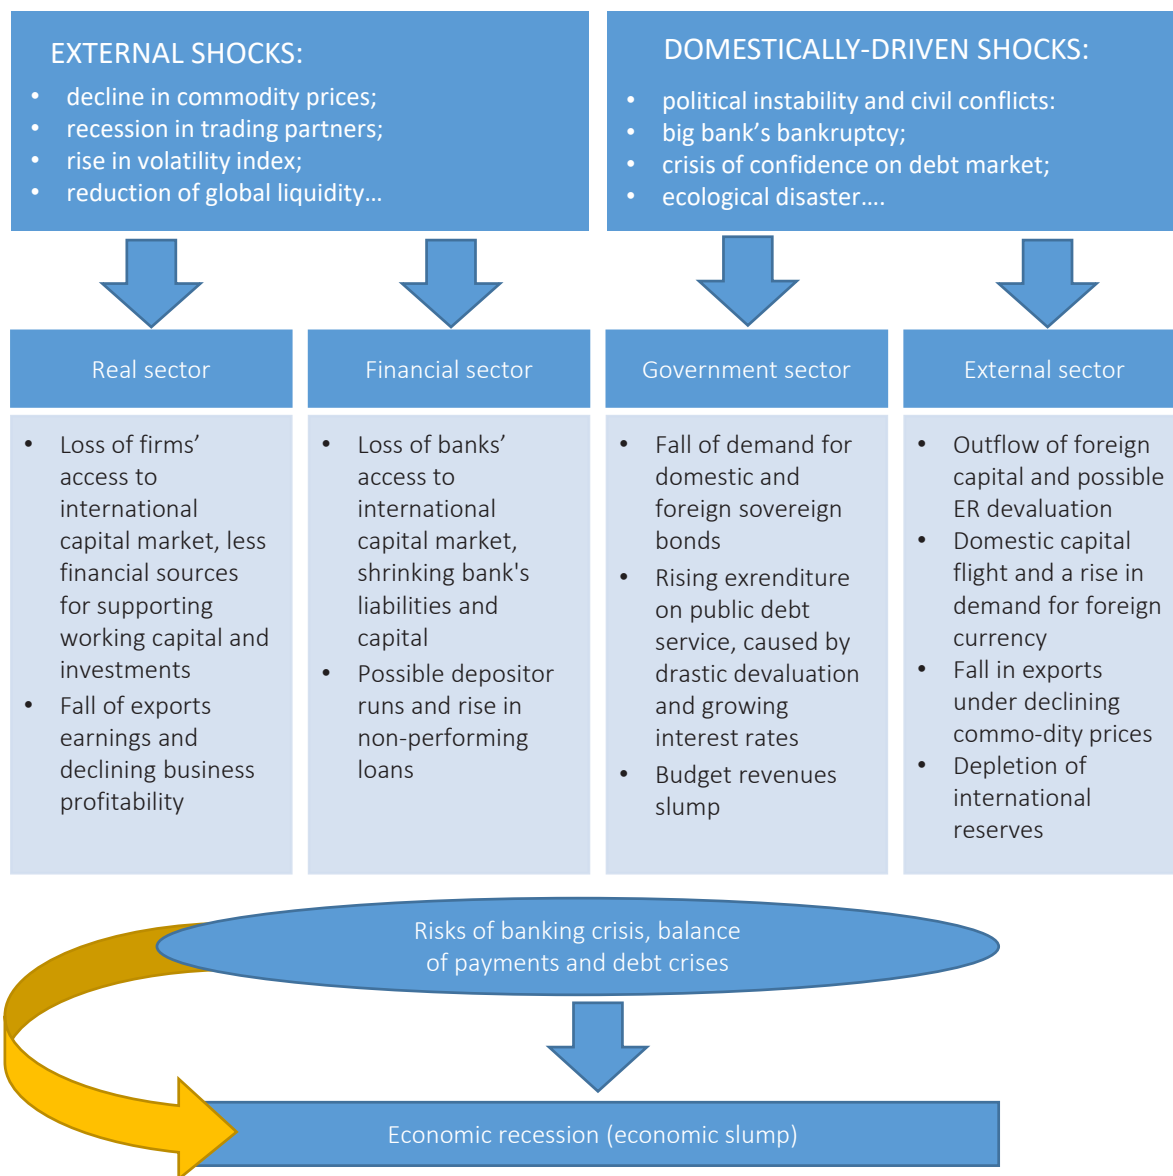 EXTERNAL SHOCKS:
• decline in commodity prices;
• recession in trading partners;
• rise in volatility index;
• reduction of global liquidity…
DOMESTICALLY-DRIVEN SHOCKS:
• political instability and civil conflicts:
• big bank’s bankruptcy;
• crisis of confidence on debt market;
• ecological disaster….
Real sector
• Loss of firms’
access to
international
capital market, less
financial sources
for supporting
working capital and
investments
• Fall of exports
earnings and
declining business
profitability
Financial sector
• Loss of banks’
access to
international
capital market,
shrinking bank's
liabilities and
capital
• Possible depositor
runs and rise in
non-performing
loans
Government sector
• Fall of demand for
domestic and
foreign sovereign
bonds
• Rising exrenditure
on public debt
service, caused by
drastic devaluation
and growing
interest rates
• Budget revenues
slump
External sector
• Outflow of foreign
capital and possible
ER devaluation
• Domestic capital
flight and a rise in
demand for foreign
currency
• Fall in exports
under declining
commo-dity prices
• Depletion of
international
reserves
Risks of banking crisis, balance
of payments and debt crises
Economic recession (economic slump)